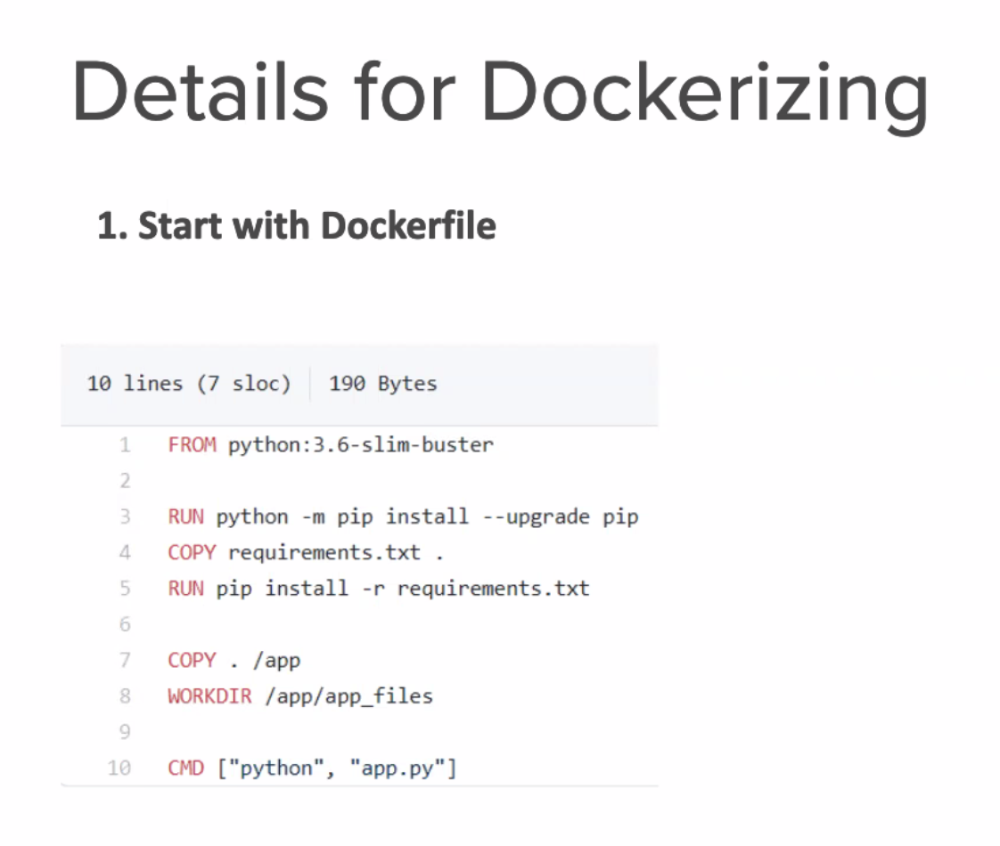 Details for Dockerizing
1. Start with Dockerfile
10 lines (7 sloc) 190 Bytes
1 FROM python:3.6-slim-buster
2
3 RUN python -m pip install --upgrade pip
4 COPY requirements.txt .
5 RUN pip install -r requirements.txt
6
7 COPY . /app
8 WORKDIR /app/app_files
9
10 CMD ["python", "app.py"]